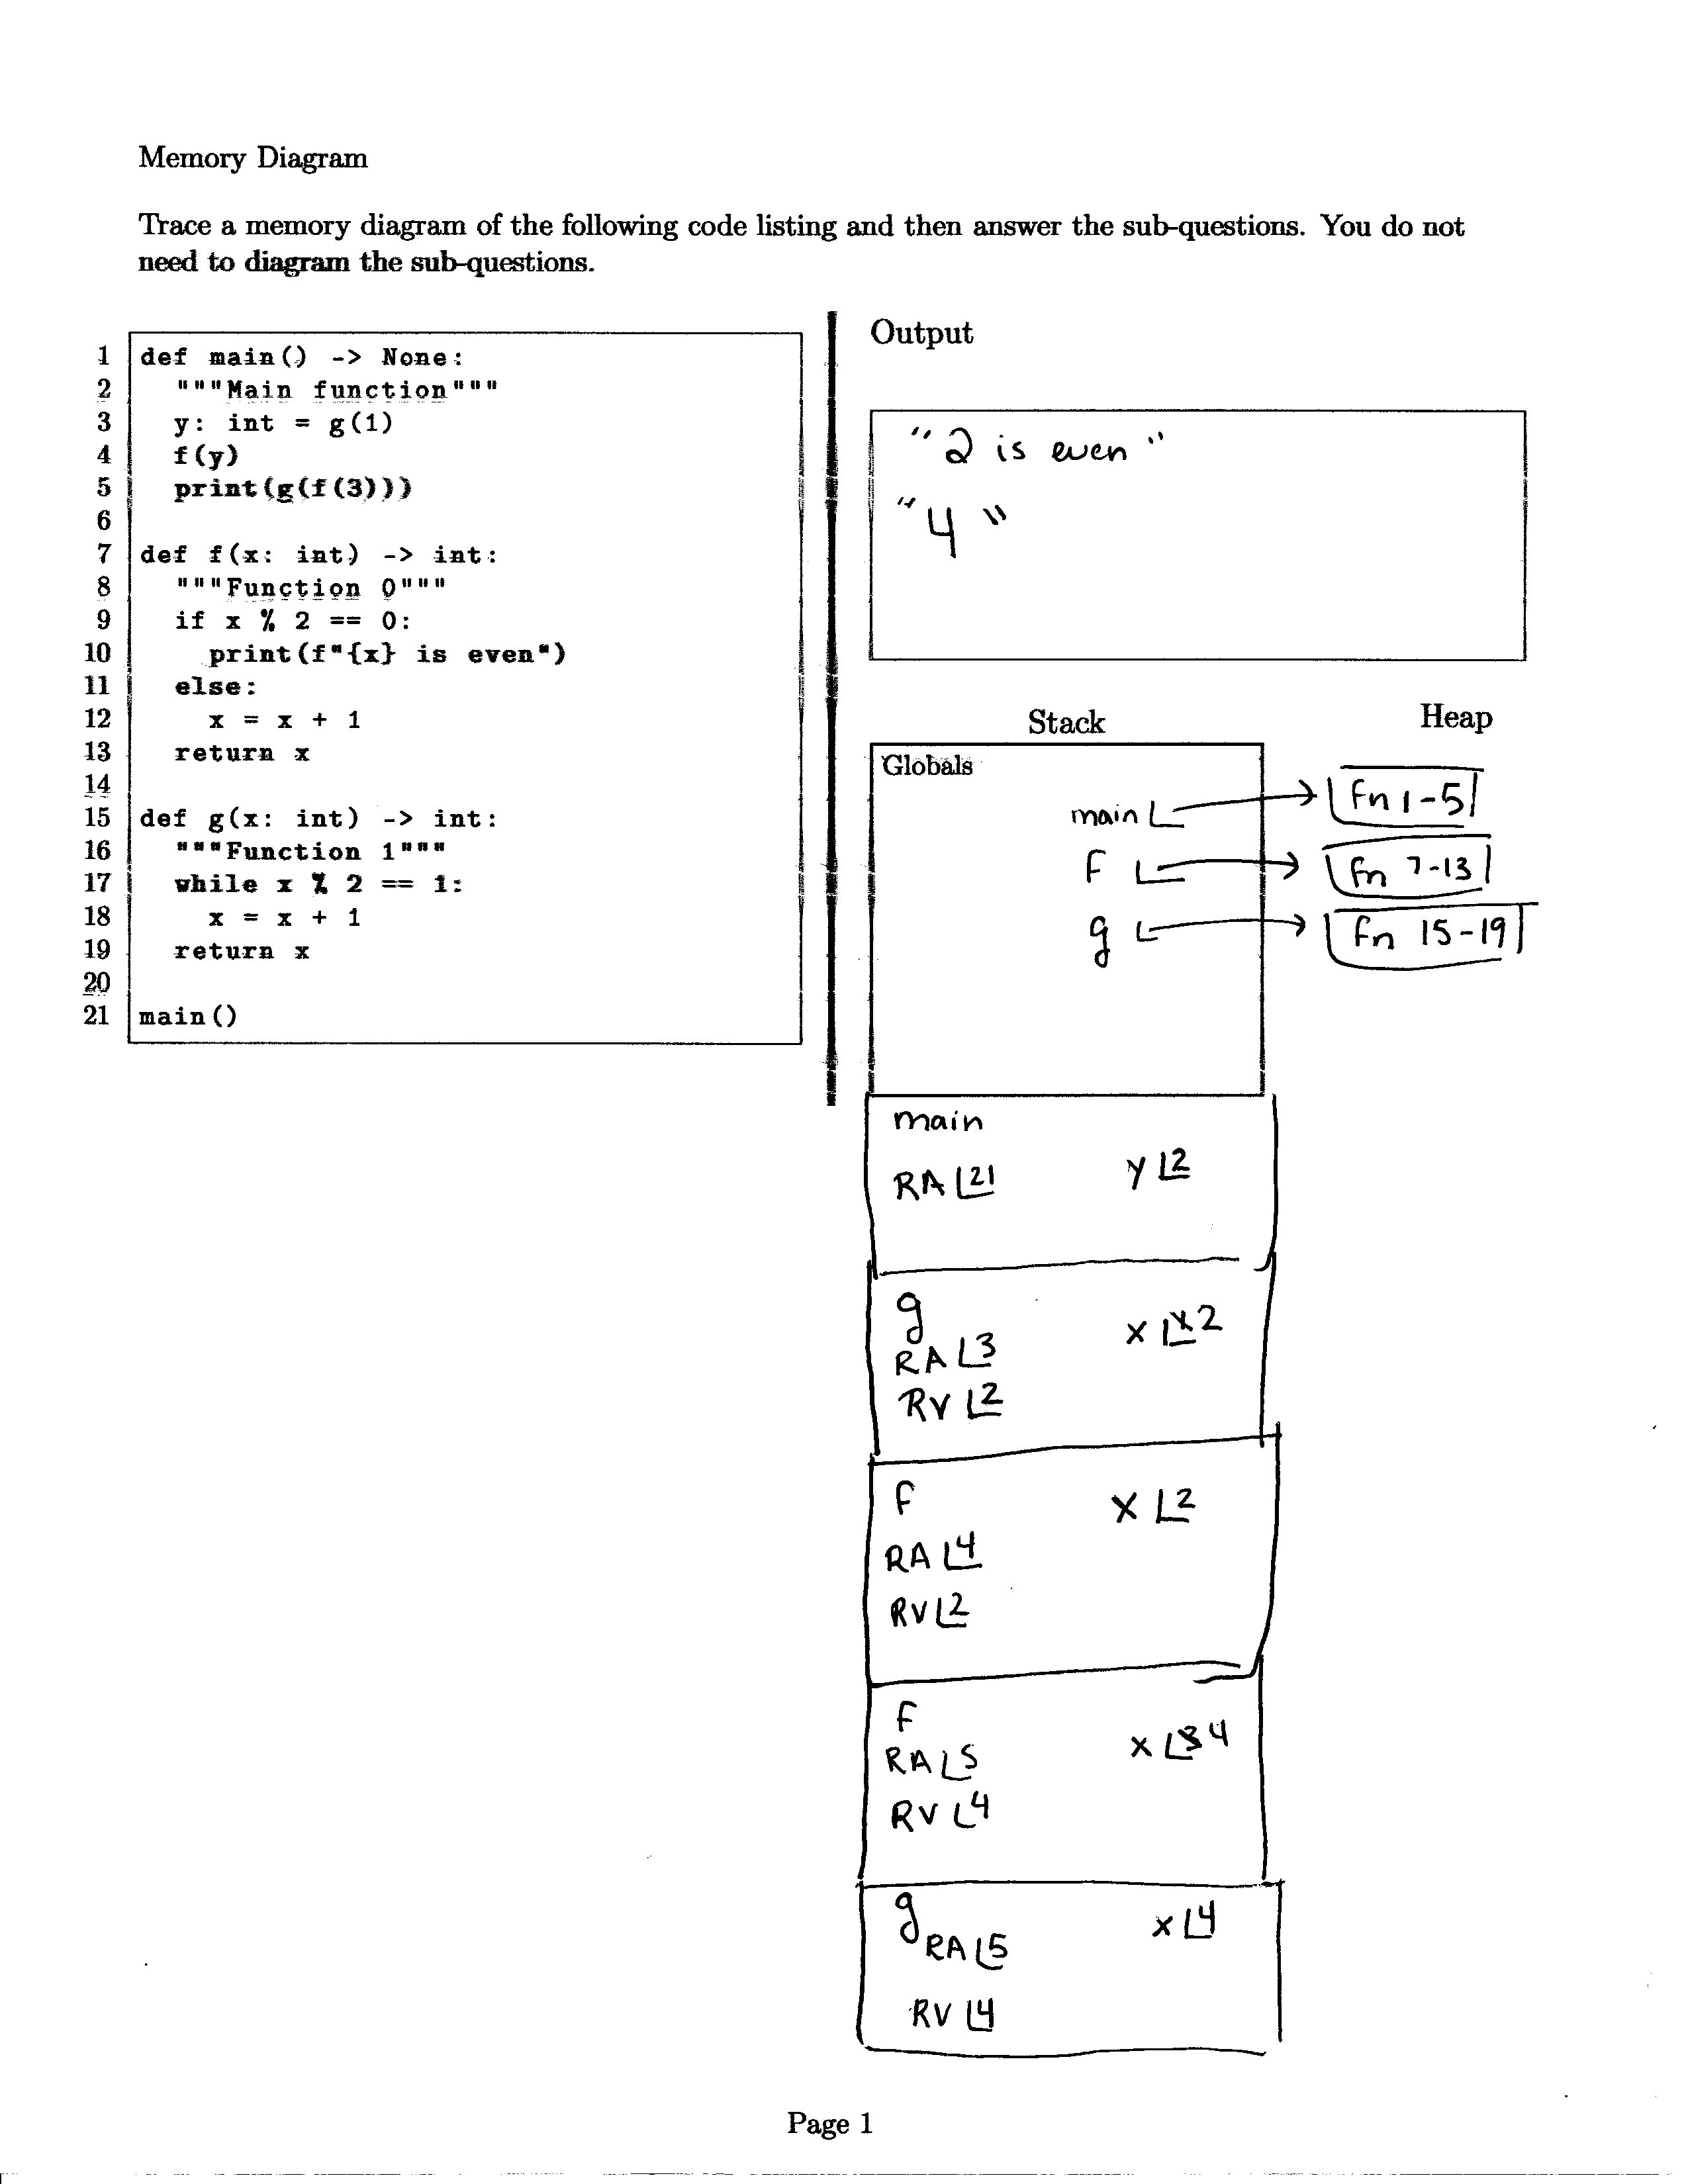 Memory Diagram
Trace a memory diagram of the following code listing and then answer the sub-questions. You do not
need to diagram the sub-questions.
1 def main() -> None:
2 """Main function"""
3 y: int = g(1)
4 f(y)
5 print(g(f(3)))
6
7 def f(x: int) -> int:
8 """Function 0"""
9 if x % 2 == 0:
10 print(f"{x} is even")
11 else:
12 x = x + 1
13 return x
14
15 def g(x: int) -> int:
16 """Function 1"""
17 while x % 2 == 1:
18 x = x + 1
19 return x
20
21 main()
Output
"2 is even"
"4"
Stack Heap
Globals
main fn 1-5
f fn 7-13
g fn 15-19
main
RA 21 y 2
g
x 1 2
RA 3
RV 2
f
x 2
RA 4
RV 2
f
x 3 4
RA 5
RV 4
g
x 4
RA 5
RV 4
Page 1